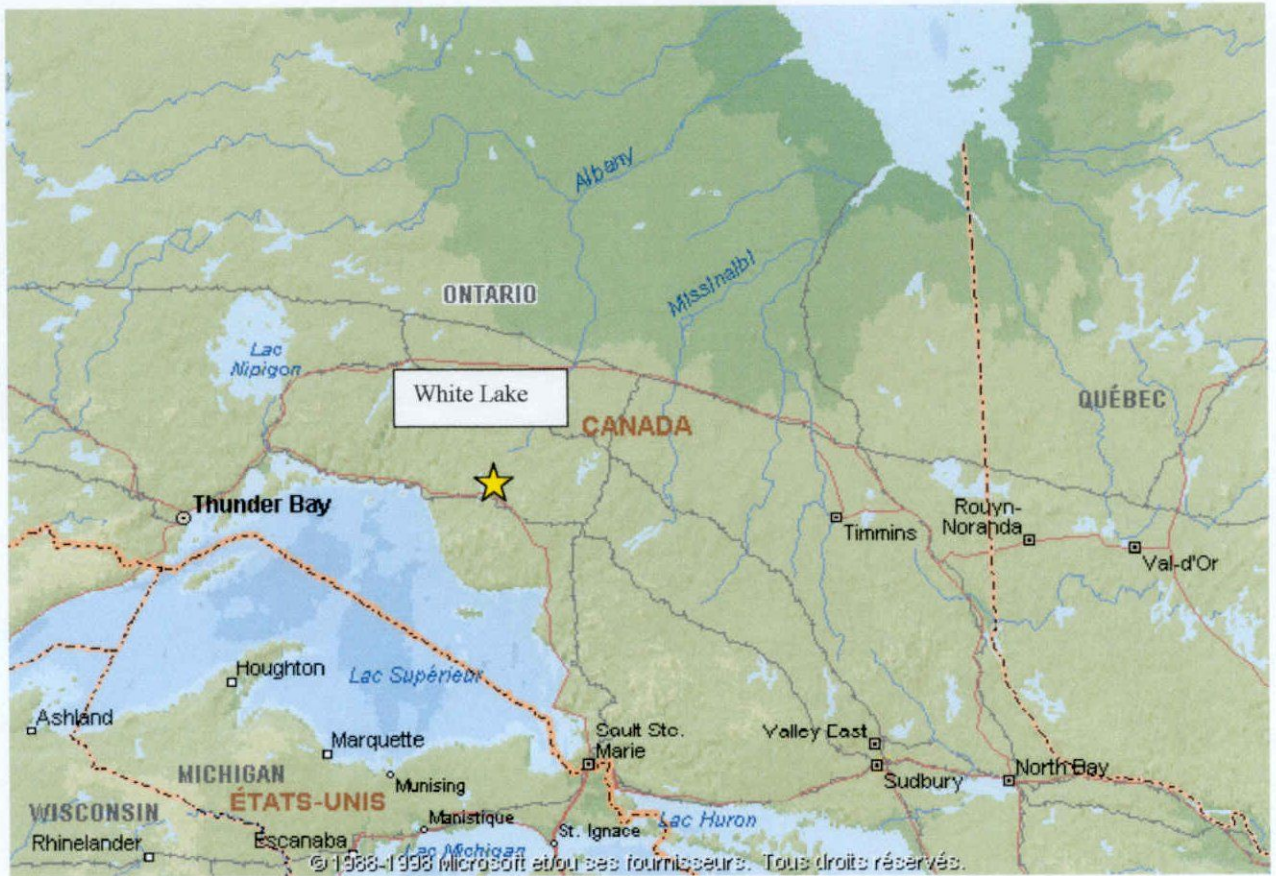 Albany
Missinaibi
ONTARIO
Lac
Nipigon
White Lake
CANADA
QUÉBEC
Thunder Bay
Timmins
Rouyn-
Noranda
Val-d'Or
Houghton
Lac Supérieur
Ashland
Marquette
Sault Ste.
Marie
Valley East
MICHIGAN
Munising
Sudbury
North Bay
ÉTATS-UNIS
WISCONSIN
Manistique
St. Ignace
Lac Huron
Rhinelander
Escanaba
Lac Michigan
© 1988-1998 Microsoft et/ou ses fournisseurs. Tous droits réservés.